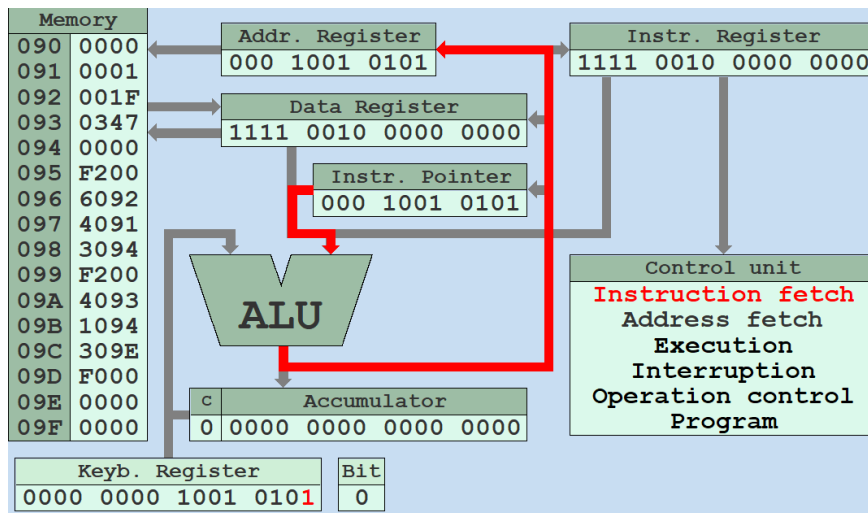 Memory
090 0000
091 0001
092 001F
093 0347
094 0000
095 F200
096 6092
097 4091
098 3094
099 F200
09A 4093
09B 1094
09C 309E
09D F000
09E 0000
09F 0000
Addr. Register
000 1001 0101
Instr. Register
1111 0010 0000 0000
Data Register
1111 0010 0000 0000
Instr. Pointer
000 1001 0101
ALU
Control unit
Instruction fetch
Address fetch
Execution
Interruption
Operation control
Program
C Accumulator
0 0000 0000 0000 0000
Keyb. Register
0000 0000 1001 0101
Bit
0